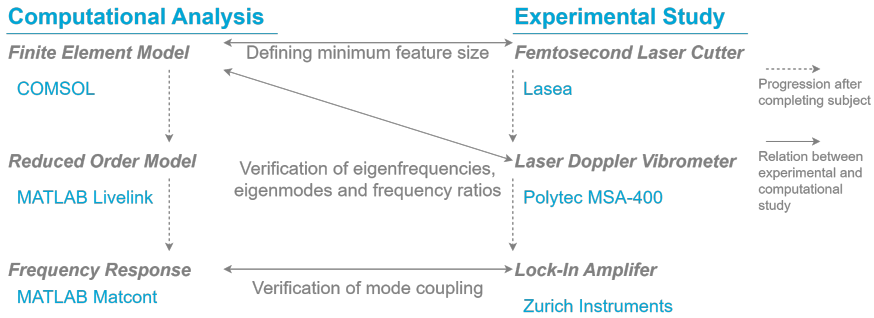 Computational Analysis
Experimental Study
Finite Element Model
Defining minimum feature size
Femtosecond Laser Cutter
COMSOL
Lasea
Progression after
completing subject
Reduced Order Model
Verification of eigenfrequencies,
eigenmodes and frequency ratios
Laser Doppler Vibrometer
Relation between
experimental and
computational
study
MATLAB Livelink
Polytec MSA-400
Frequency Response
Verification of mode coupling
Lock-In Amplifer
MATLAB Matcont
Zurich Instruments